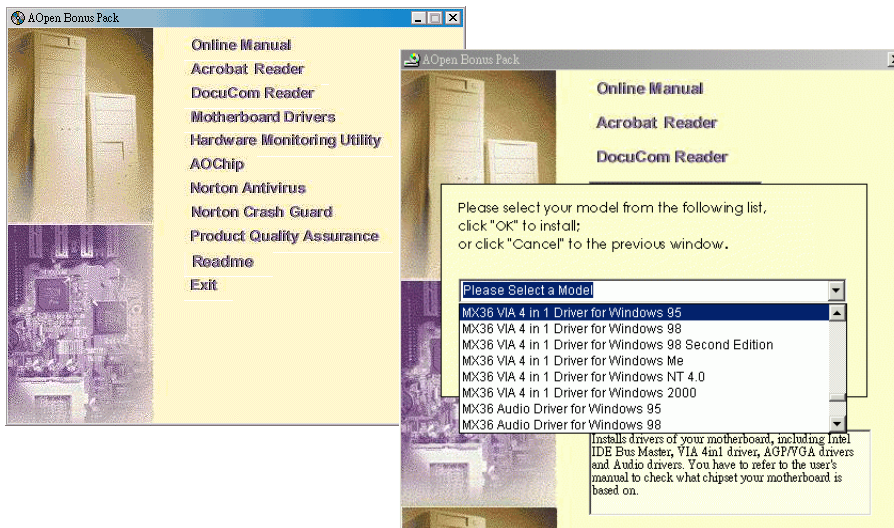 AOpen Bonus Pack
Online Manual
Acrobat Reader
DocuCom Reader
Motherboard Drivers
Hardware Monitoring Utility
AOChip
Norton Antivirus
Norton Crash Guard
Product Quality Assurance
Readme
Exit
AOpen Bonus Pack
Online Manual
Acrobat Reader
DocuCom Reader
Please select your model from the following list,
click "OK" to install;
or click "Cancel" to the previous window.
Please Select a Model
MX36 VIA 4 in 1 Driver for Windows 95
MX36 VIA 4 in 1 Driver for Windows 98
MX36 VIA 4 in 1 Driver for Windows 98 Second Edition
MX36 VIA 4 in 1 Driver for Windows Me
MX36 VIA 4 in 1 Driver for Windows NT 4.0
MX36 VIA 4 in 1 Driver for Windows 2000
MX36 Audio Driver for Windows 95
MX36 Audio Driver for Windows 98
Installs drivers of your motherboard, including Intel
IDE Bus Master, VIA 4in1 driver, AGP/VGA drivers
and Audio drivers. You have to refer to the user's
manual to check what chipset your motherboard is
based on.